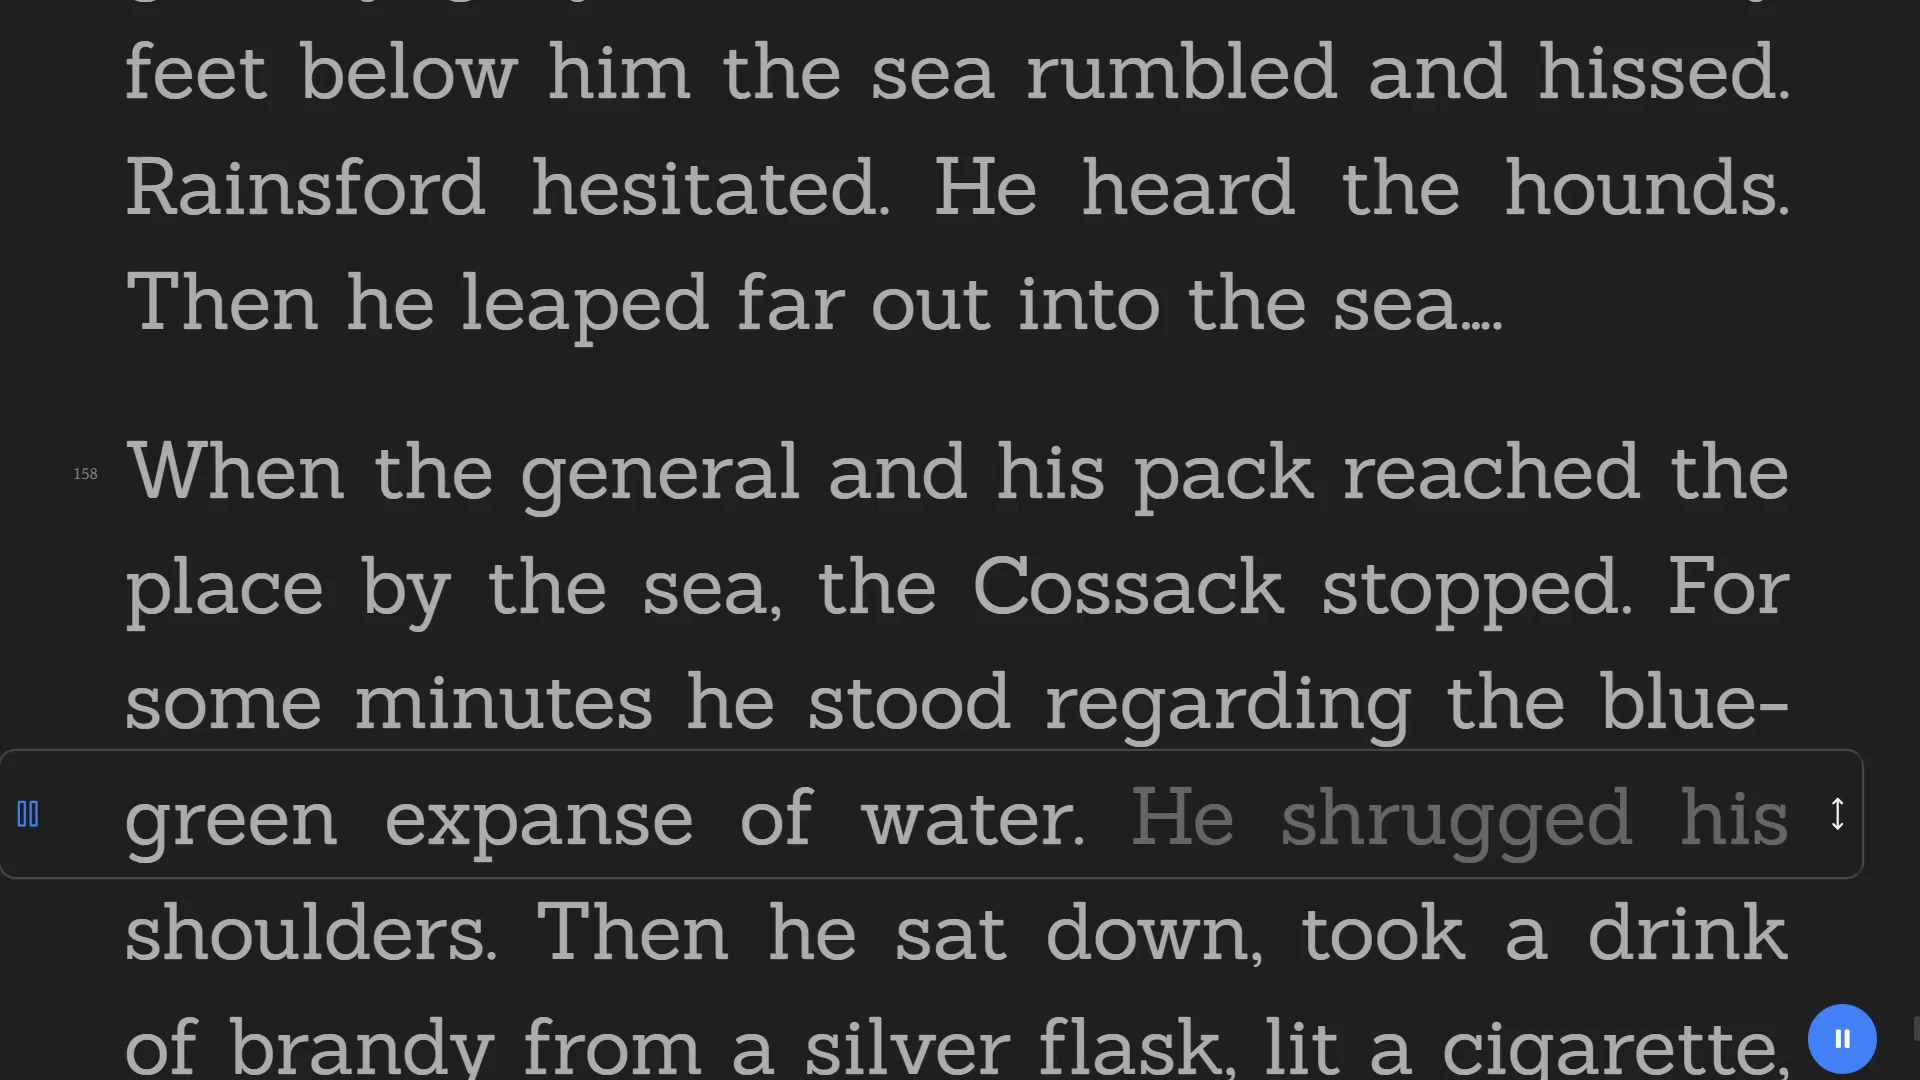 feet below him the sea rumbled and hissed.
Rainsford hesitated. He heard the hounds.
Then he leaped far out into the sea....
158
When the general and his pack reached the
place by the sea, the Cossack stopped. For
some minutes he stood regarding the blue-
green expanse of water. He shrugged his
shoulders. Then he sat down, took a drink
of brandy from a silver flask, lit a cigarette,